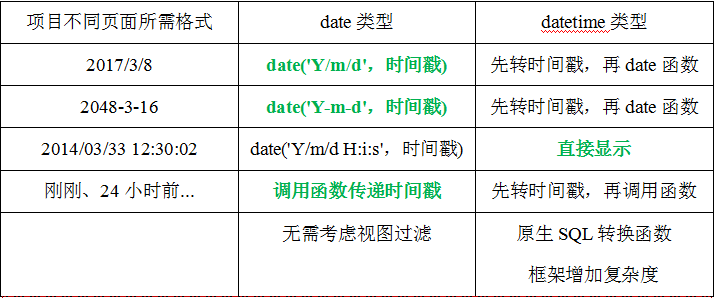 项目不同页面所需格式 date 类型 datetime 类型
2017/3/8 date('Y/m/d'，时间戳) 先转时间戳，再 date 函数
2048-3-16 date('Y-m-d'，时间戳) 先转时间戳，再 date 函数
2014/03/33 12:30:02 date('Y/m/d H:i:s'，时间戳) 直接显示
刚刚、24 小时前... 调用函数传递时间戳 先转时间戳，再调用函数
无需考虑视图过滤 原生 SQL 转换函数
框架增加复杂度